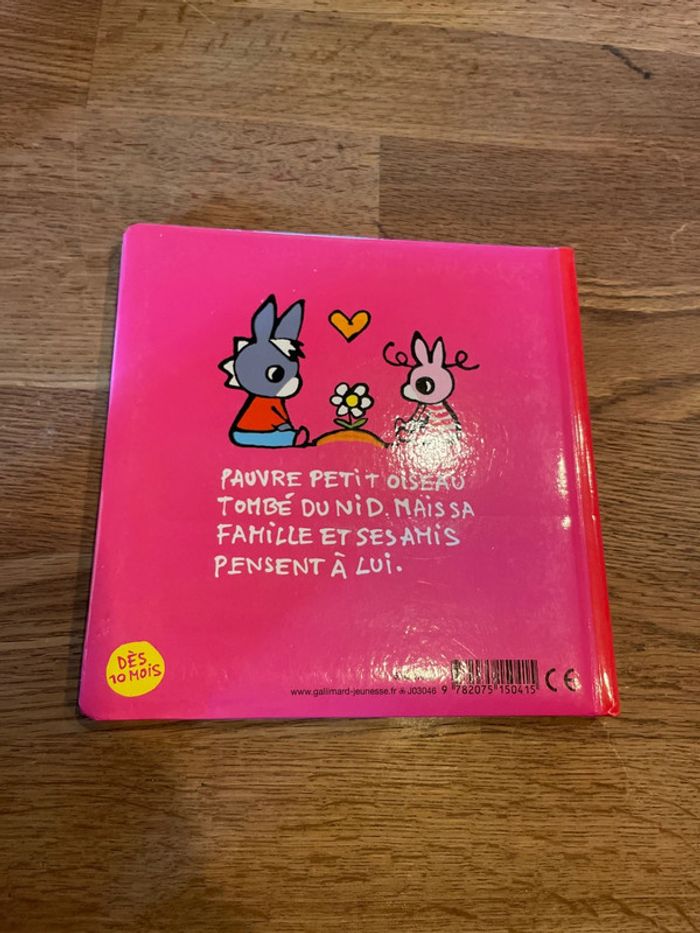 PAUVRE PETIT OISEAU
TOMBÉ DU NID. MAIS SA
FAMILLE ET SES AMIS
PENSENT À LUI.
DÈS
10 MOIS
www.gallimard-jeunesse.fr J03046 9 782075 150415 CE